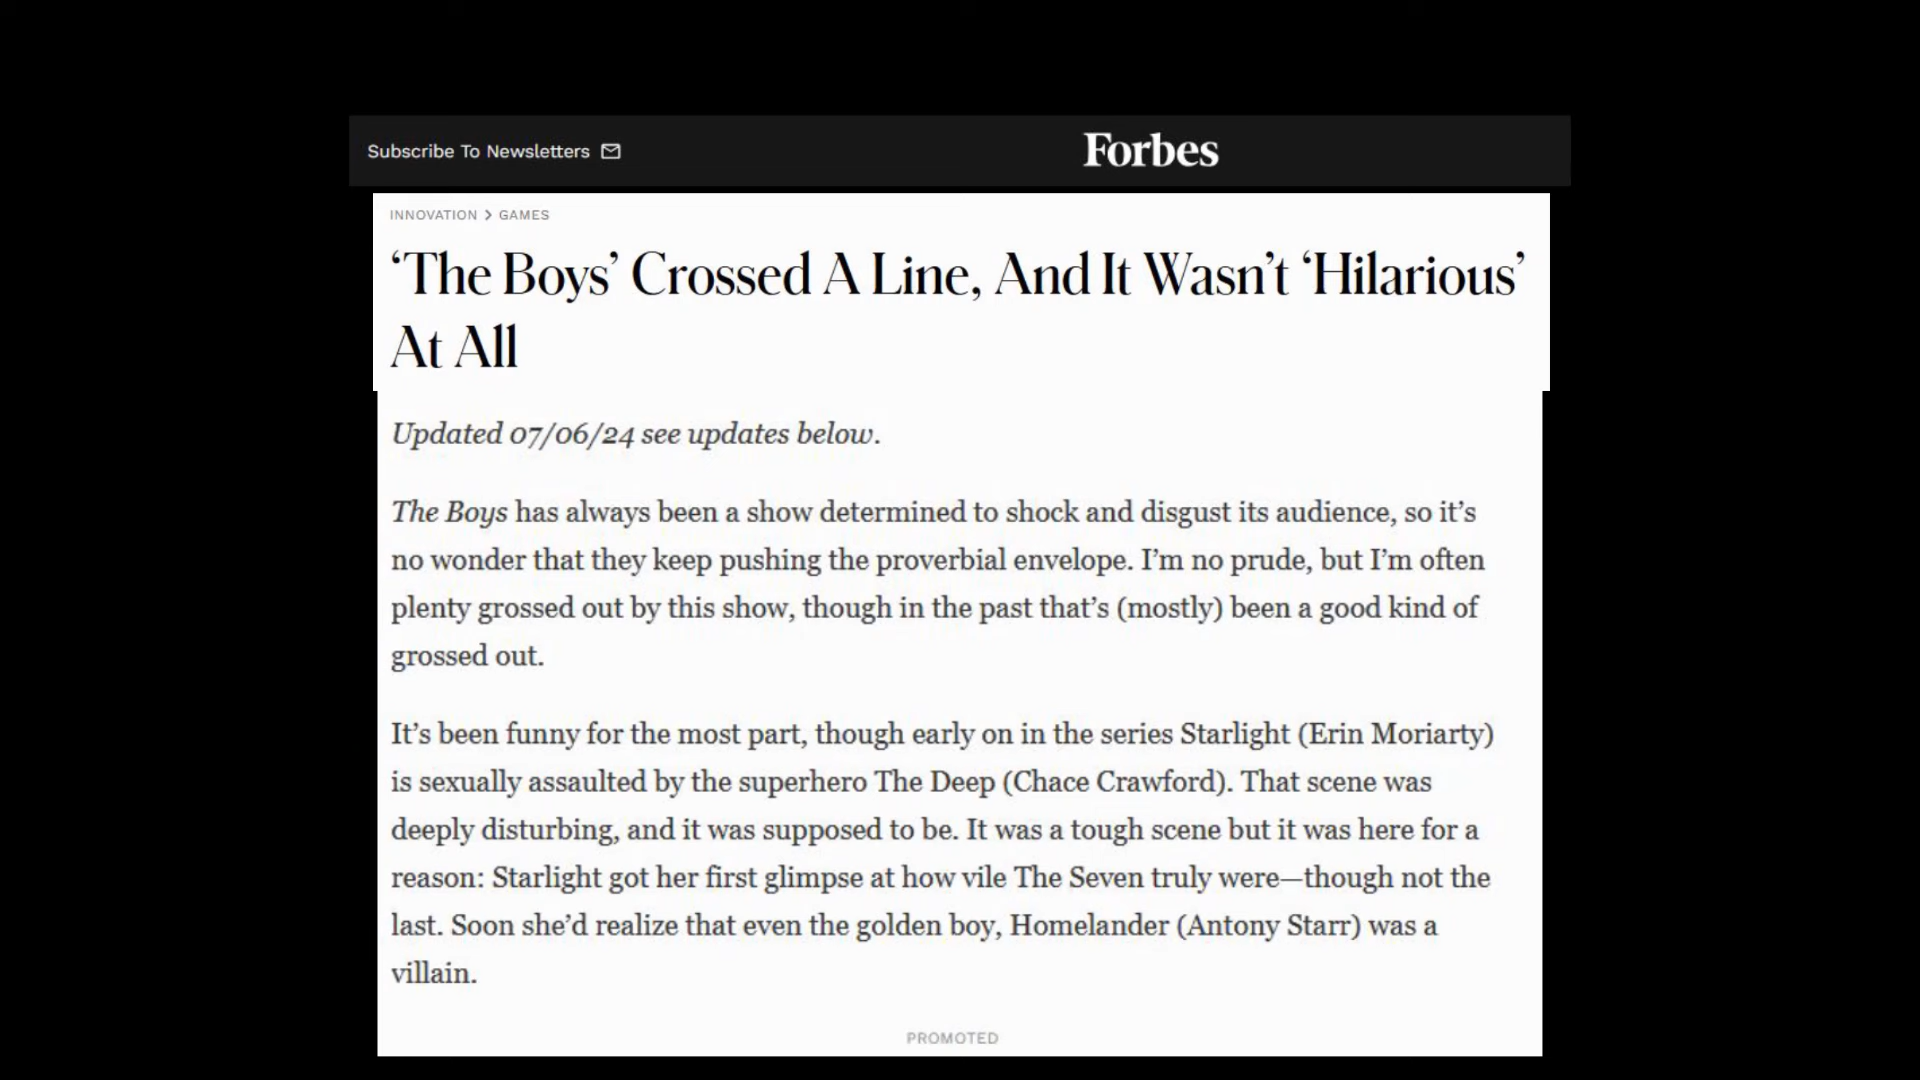 Subscribe To Newsletters
Forbes
INNOVATION > GAMES
‘The Boys’ Crossed A Line, And It Wasn’t ‘Hilarious’
At All
Updated 07/06/24 see updates below.
The Boys has always been a show determined to shock and disgust its audience, so it’s
no wonder that they keep pushing the proverbial envelope. I’m no prude, but I’m often
plenty grossed out by this show, though in the past that’s (mostly) been a good kind of
grossed out.
It’s been funny for the most part, though early on in the series Starlight (Erin Moriarty)
is sexually assaulted by the superhero The Deep (Chace Crawford). That scene was
deeply disturbing, and it was supposed to be. It was a tough scene but it was here for a
reason: Starlight got her first glimpse at how vile The Seven truly were—though not the
last. Soon she’d realize that even the golden boy, Homelander (Antony Starr) was a
villain.
PROMOTED